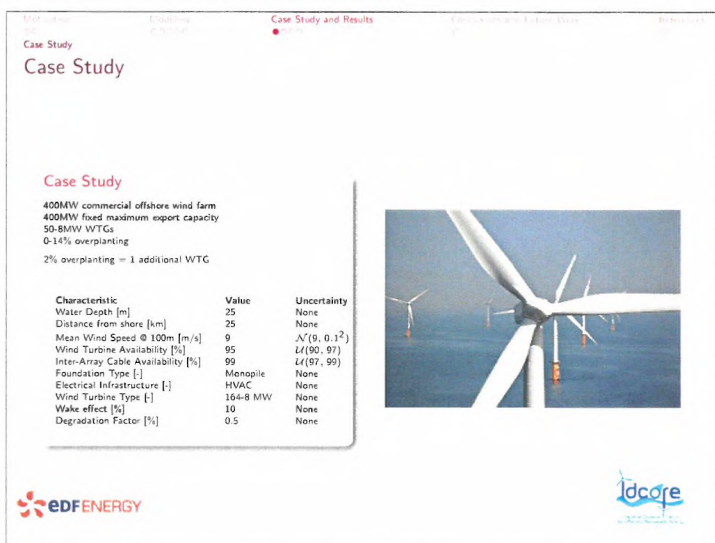 Case Study and Results
Case Study
Case Study
Case Study
400MW commercial offshore wind farm
400MW fixed maximum export capacity
50-8MW WTGs
0-14% overplanting
2% overplanting = 1 additional WTG
Characteristic Value Uncertainty
Water Depth [m] 25 None
Distance from shore [km] 25 None
Mean Wind Speed @ 100m [m/s] 9 𝒩(9, 0.1²)
Wind Turbine Availability [%] 95 𝒰(90, 97)
Inter-Array Cable Availability [%] 99 𝒰(97, 99)
Foundation Type [-] Monopile None
Electrical Infrastructure [-] HVAC None
Wind Turbine Type [-] 164-8 MW None
Wake effect [%] 10 None
Degradation Factor [%] 0.5 None
eDF ENERGY
idcore